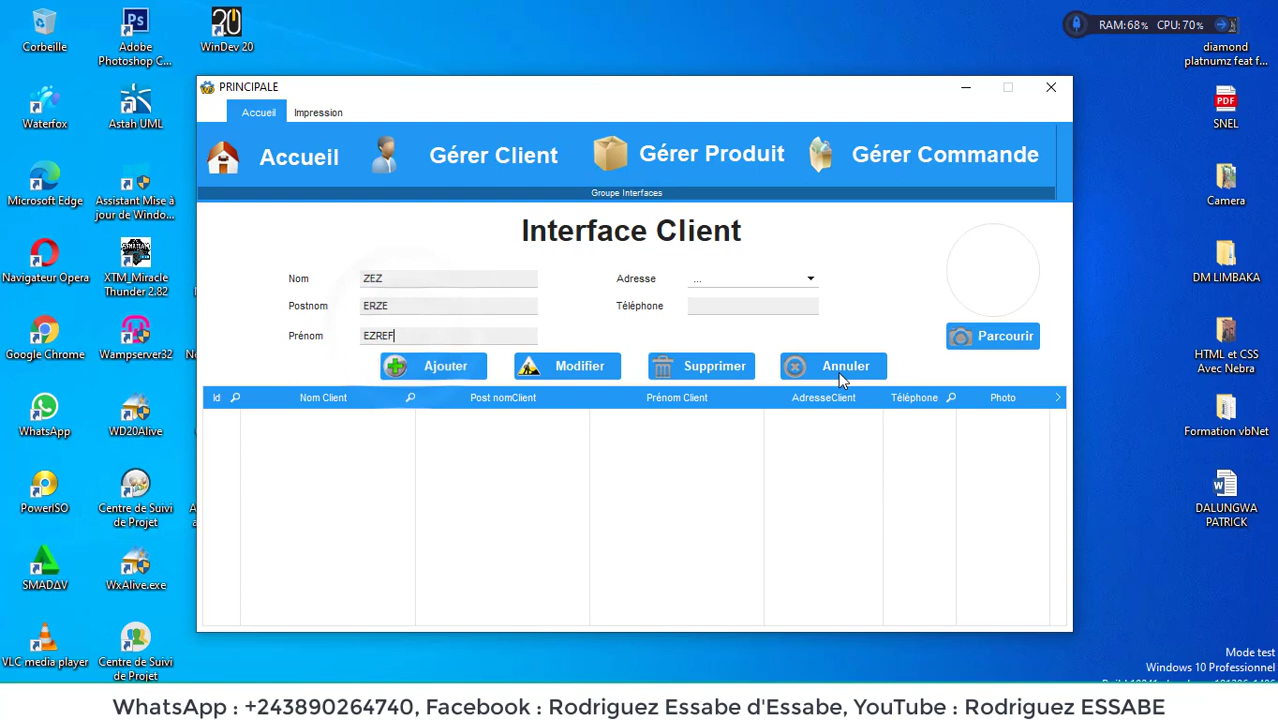 Corbeille
Adobe
Photoshop C...
WinDev 20
RAM: 68% CPU: 70%
diamond
platnumz feat f...
Waterfox
Astah UML
SNEL
Microsoft Edge
Assistant Mise à
jour de Windo...
Camera
Navigateur Opera
XTM_Miracle
Thunder 2.82
DM LIMBAKA
Google Chrome
Wampserver32
HTML et CSS
Avec Nebra
WhatsApp
WD20Alive
Formation vbNet
PowerISO
Centre de Suivi
de Projet
DALUNGWA
PATRICK
SMADΔV
WxAlive.exe
VLC media player
Centre de Suivi
de Projet
PRINCIPALE
Accueil Impression
Accueil Gérer Client Gérer Produit Gérer Commande
Groupe Interfaces
Interface Client
Nom ZEZ Adresse ...
Postnom ERZE Téléphone
Prénom EZREF Parcourir
Ajouter Modifier Supprimer Annuler
Id Nom Client Post nomClient Prénom Client AdresseClient Téléphone Photo
Mode test
Windows 10 Professionnel
WhatsApp : +243890264740, Facebook : Rodriguez Essabe d'Essabe, YouTube : Rodriguez ESSABE